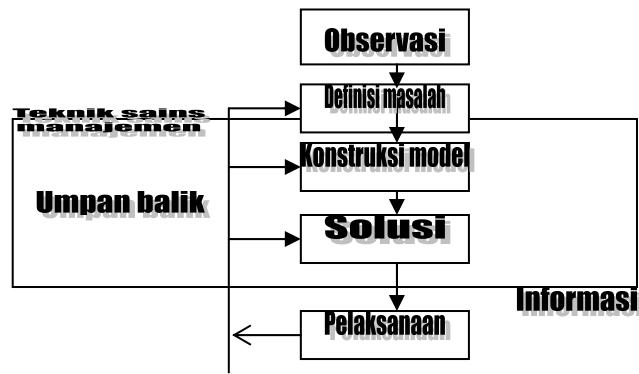 Observasi
Definisi masalah
Teknik sains
manajemen
Konstruksi model
Umpan balik
Solusi
Informasi
Pelaksanaan